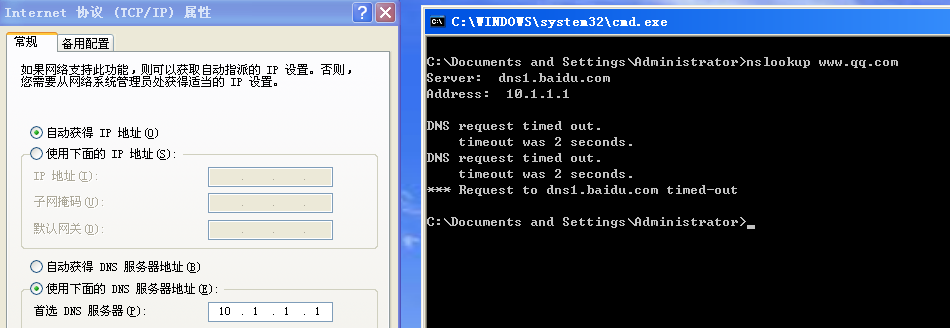 Internet 协议 (TCP/IP) 属性
常规
备用配置
如果网络支持此功能，则可以获取自动指派的 IP 设置。否则，
您需要从网络系统管理员处获得适当的 IP 设置。
自动获得 IP 地址(O)
使用下面的 IP 地址(S):
IP 地址(I):
子网掩码(U):
默认网关(D):
自动获得 DNS 服务器地址(B)
使用下面的 DNS 服务器地址(E):
首选 DNS 服务器(P):
10 . 1 . 1 . 1
C:\WINDOWS\system32\cmd.exe
C:\Documents and Settings\Administrator>nslookup www.qq.com
Server:  dns1.baidu.com
Address:  10.1.1.1
DNS request timed out.
    timeout was 2 seconds.
DNS request timed out.
    timeout was 2 seconds.
*** Request to dns1.baidu.com timed-out
C:\Documents and Settings\Administrator>_